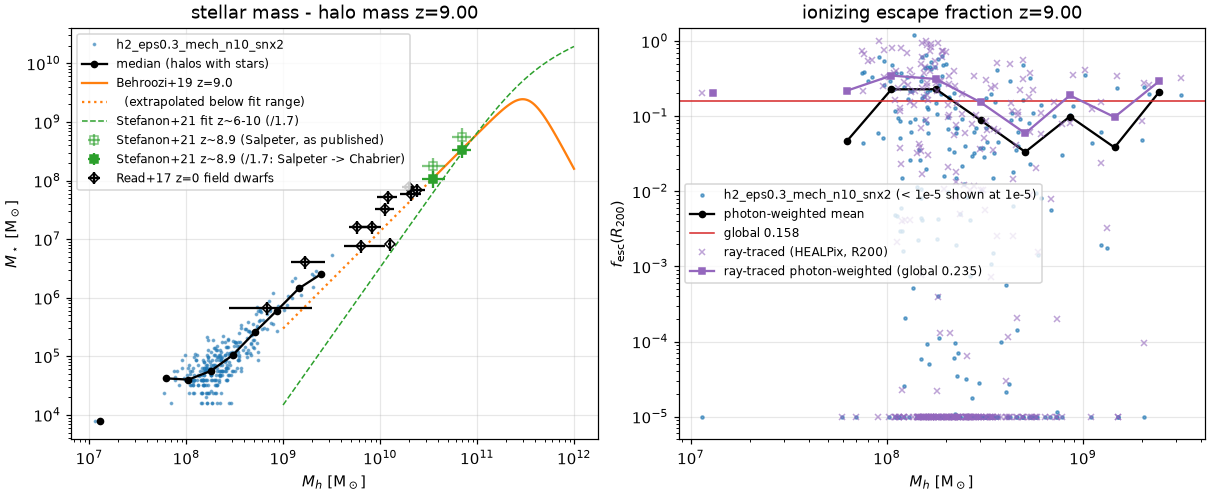 stellar mass - halo mass z=9.00
h2_eps0.3_mech_n10_snx2
median (halos with stars)
Behroozi+19 z=9.0
(extrapolated below fit range)
Stefanon+21 fit z~6-10 (/1.7)
Stefanon+21 z~8.9 (Salpeter, as published)
Stefanon+21 z~8.9 (/1.7: Salpeter -> Chabrier)
Read+17 z=0 field dwarfs
M⋆ [M⊙]
10^10
10^9
10^8
10^7
10^6
10^5
10^4
10^7 10^8 10^9 10^10 10^11 10^12
M_h [M⊙]
ionizing escape fraction z=9.00
h2_eps0.3_mech_n10_snx2 (< 1e-5 shown at 1e-5)
photon-weighted mean
global 0.158
ray-traced (HEALPix, R200)
ray-traced photon-weighted (global 0.235)
f_esc(R_200)
10^0
10^-1
10^-2
10^-3
10^-4
10^-5
10^7 10^8 10^9
M_h [M⊙]